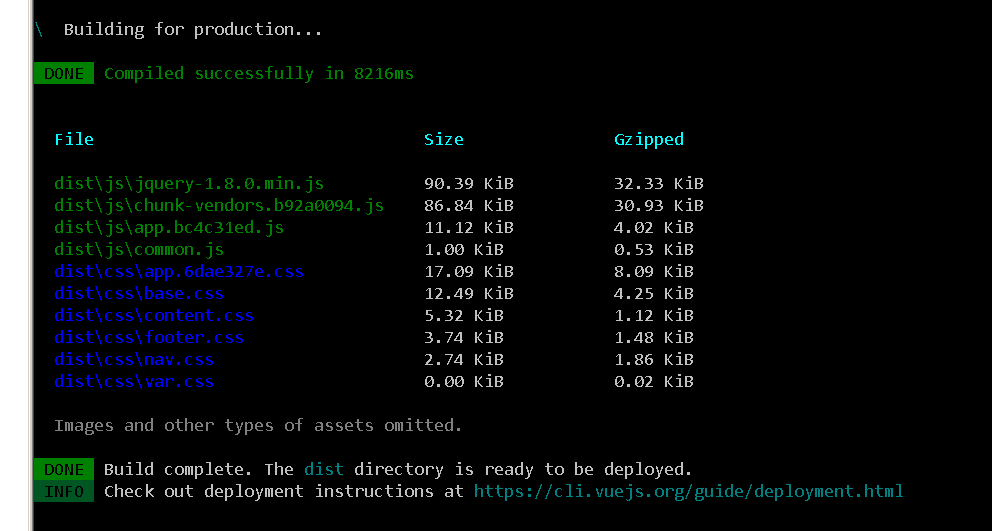 \  Building for production...
DONE  Compiled successfully in 8216ms
File  Size  Gzipped
dist\js\jquery-1.8.0.min.js  90.39 KiB  32.33 KiB
dist\js\chunk-vendors.b92a0094.js  86.84 KiB  30.93 KiB
dist\js\app.bc4c31ed.js  11.12 KiB  4.02 KiB
dist\js\common.js  1.00 KiB  0.53 KiB
dist\css\app.6dae327e.css  17.09 KiB  8.09 KiB
dist\css\base.css  12.49 KiB  4.25 KiB
dist\css\content.css  5.32 KiB  1.12 KiB
dist\css\footer.css  3.74 KiB  1.48 KiB
dist\css\nav.css  2.74 KiB  1.86 KiB
dist\css\var.css  0.00 KiB  0.02 KiB
Images and other types of assets omitted.
DONE  Build complete. The dist directory is ready to be deployed.
INFO  Check out deployment instructions at https://cli.vuejs.org/guide/deployment.html